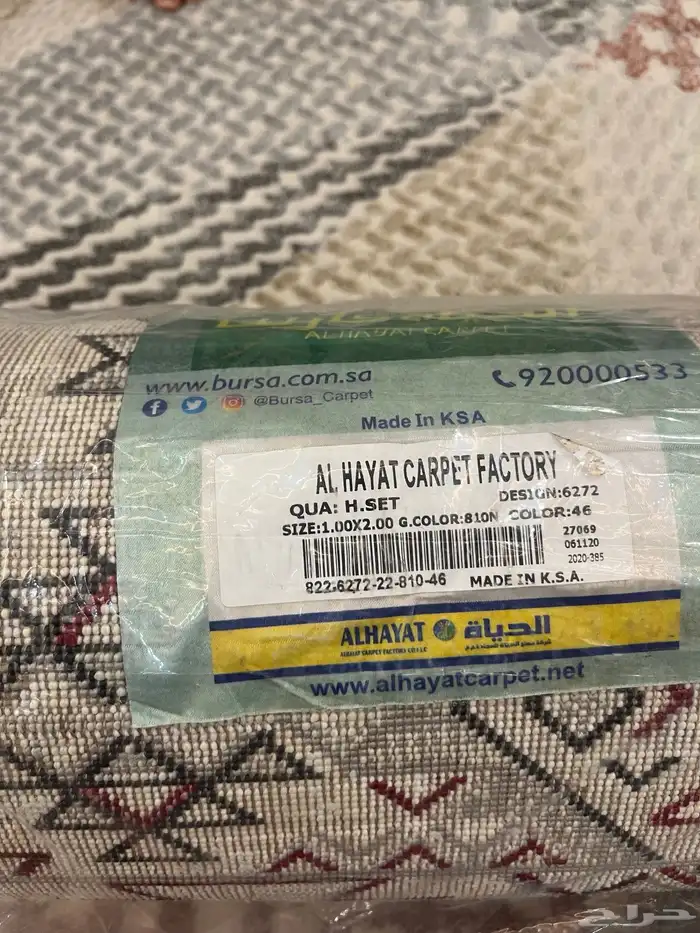 ALHAYAT CARPET
www.bursa.com.sa
920000533
@Bursa_Carpet
Made In KSA
AL HAYAT CARPET FACTORY
QUA: H.SET
DESIGN:6272
SIZE:1.00X2.00 G.COLOR:810N COLOR:46
27069
061120
2020-385
822-6272-22-810-46 MADE IN K.S.A.
ALHAYAT الحياة
www.alhayatcarpet.net
حراج